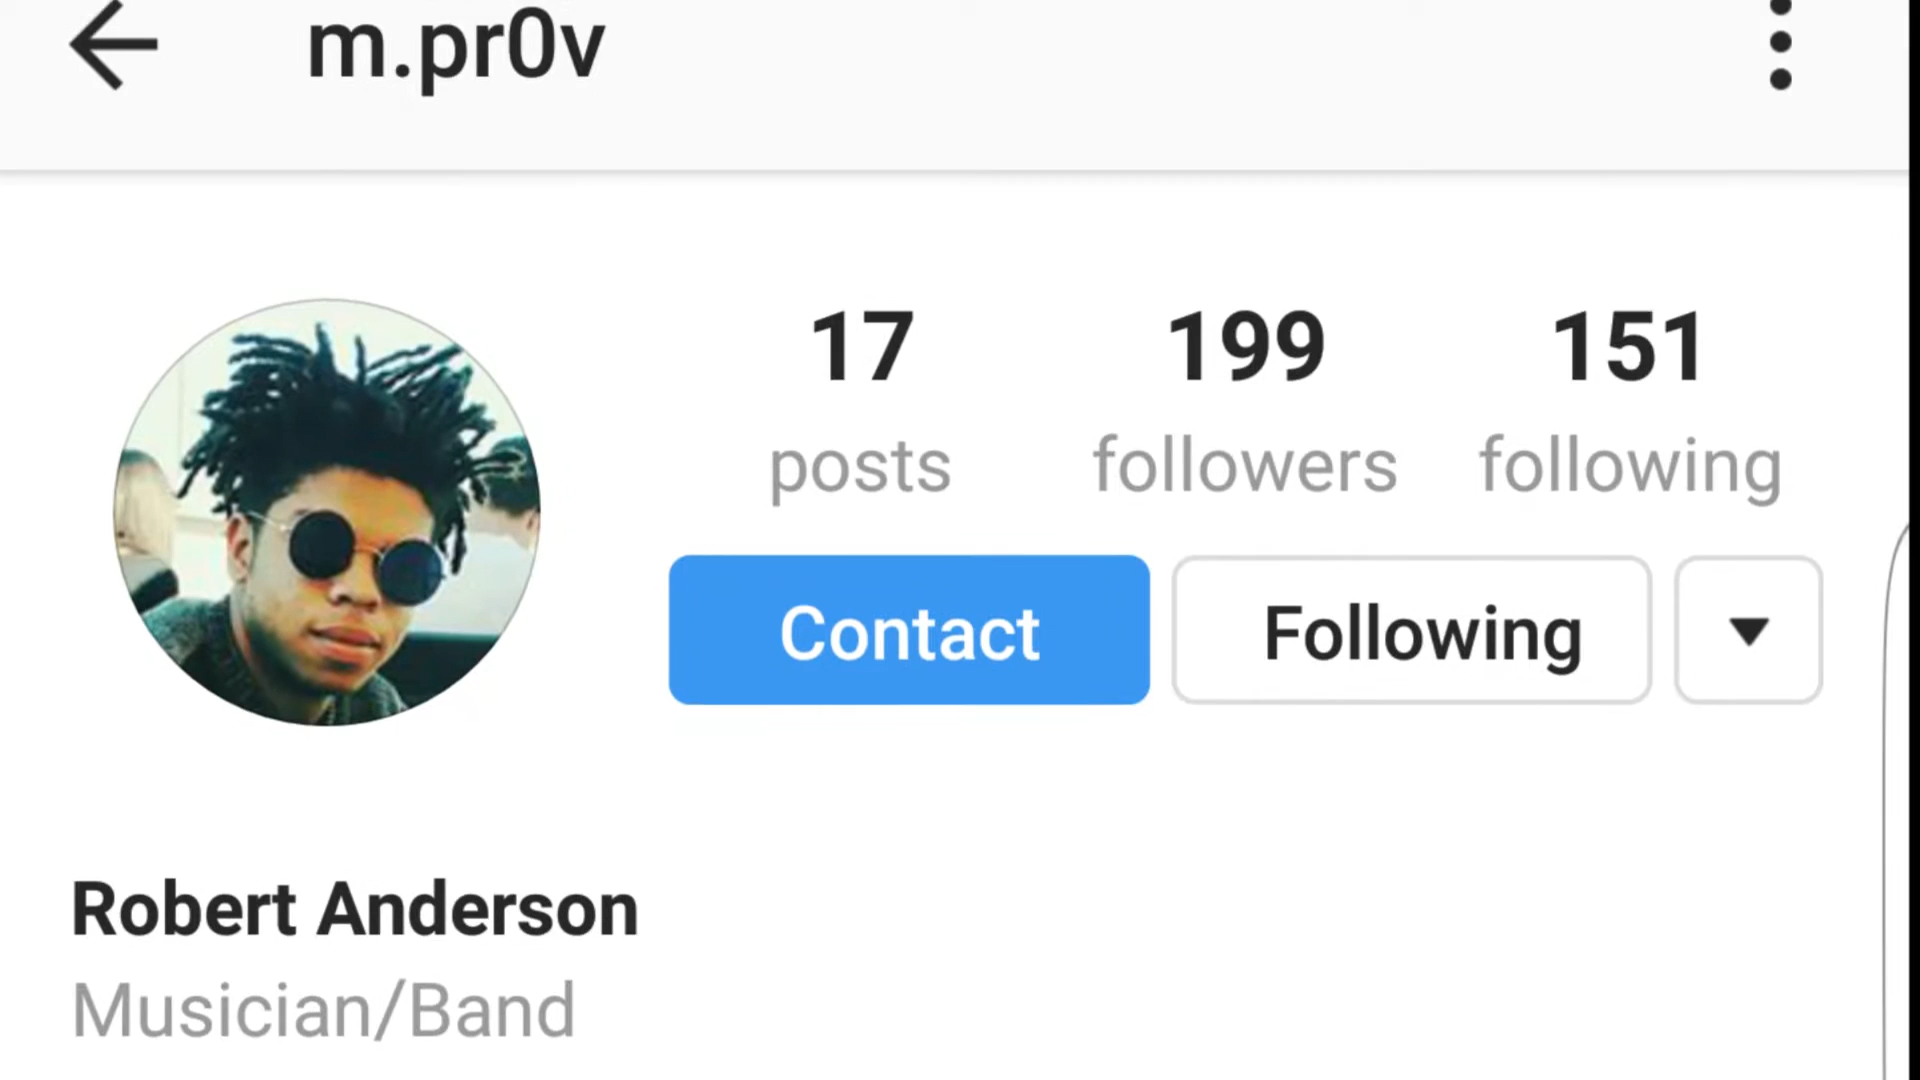 m.pr0v
17 199 151
posts followers following
Contact Following
Robert Anderson
Musician/Band